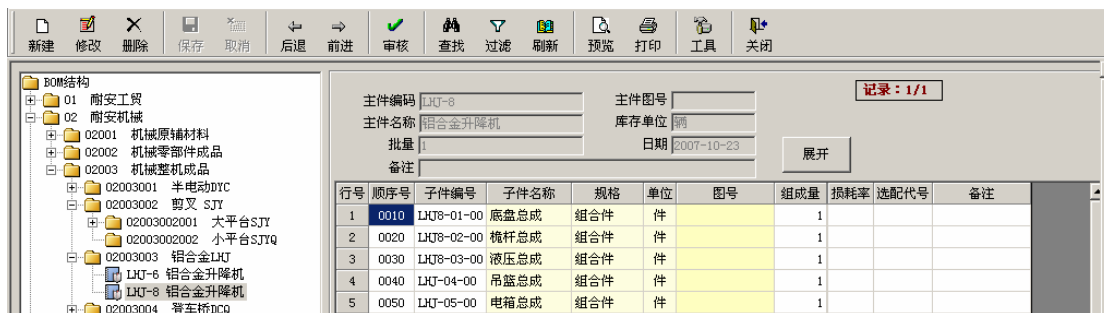 新建 修改 删除 保存 取消 后退 前进 审核 查找 过滤 刷新 预览 打印 工具 关闭
BOM结构
01 耐安工贸
02 耐安机械
02001 机械原辅材料
02002 机械零部件成品
02003 机械整机成品
02003001 半电动DYC
02003002 剪叉 SJY
02003002001 大平台SJY
02003002002 小平台SJYQ
02003003 铝合金LHJ
LHJ-6 铝合金升降机
LHJ-8 铝合金升降机
02003004 登车桥DCQ
记录：1/1
主件编码 LHJ-8 主件图号
主件名称 铝合金升降机 库存单位 辆
批量 1 日期 2007-10-23
展开
备注
行号 顺序号 子件编号 子件名称 规格 单位 图号 组成量 损耗率 选配代号 备注
1 0010 LHJ8-01-00 底盘总成 组合件 件 1
2 0020 LHJ8-02-00 桅杆总成 组合件 件 1
3 0030 LHJ8-03-00 液压总成 组合件 件 1
4 0040 LHJ-04-00 吊篮总成 组合件 件 1
5 0050 LHJ-05-00 电箱总成 组合件 件 1